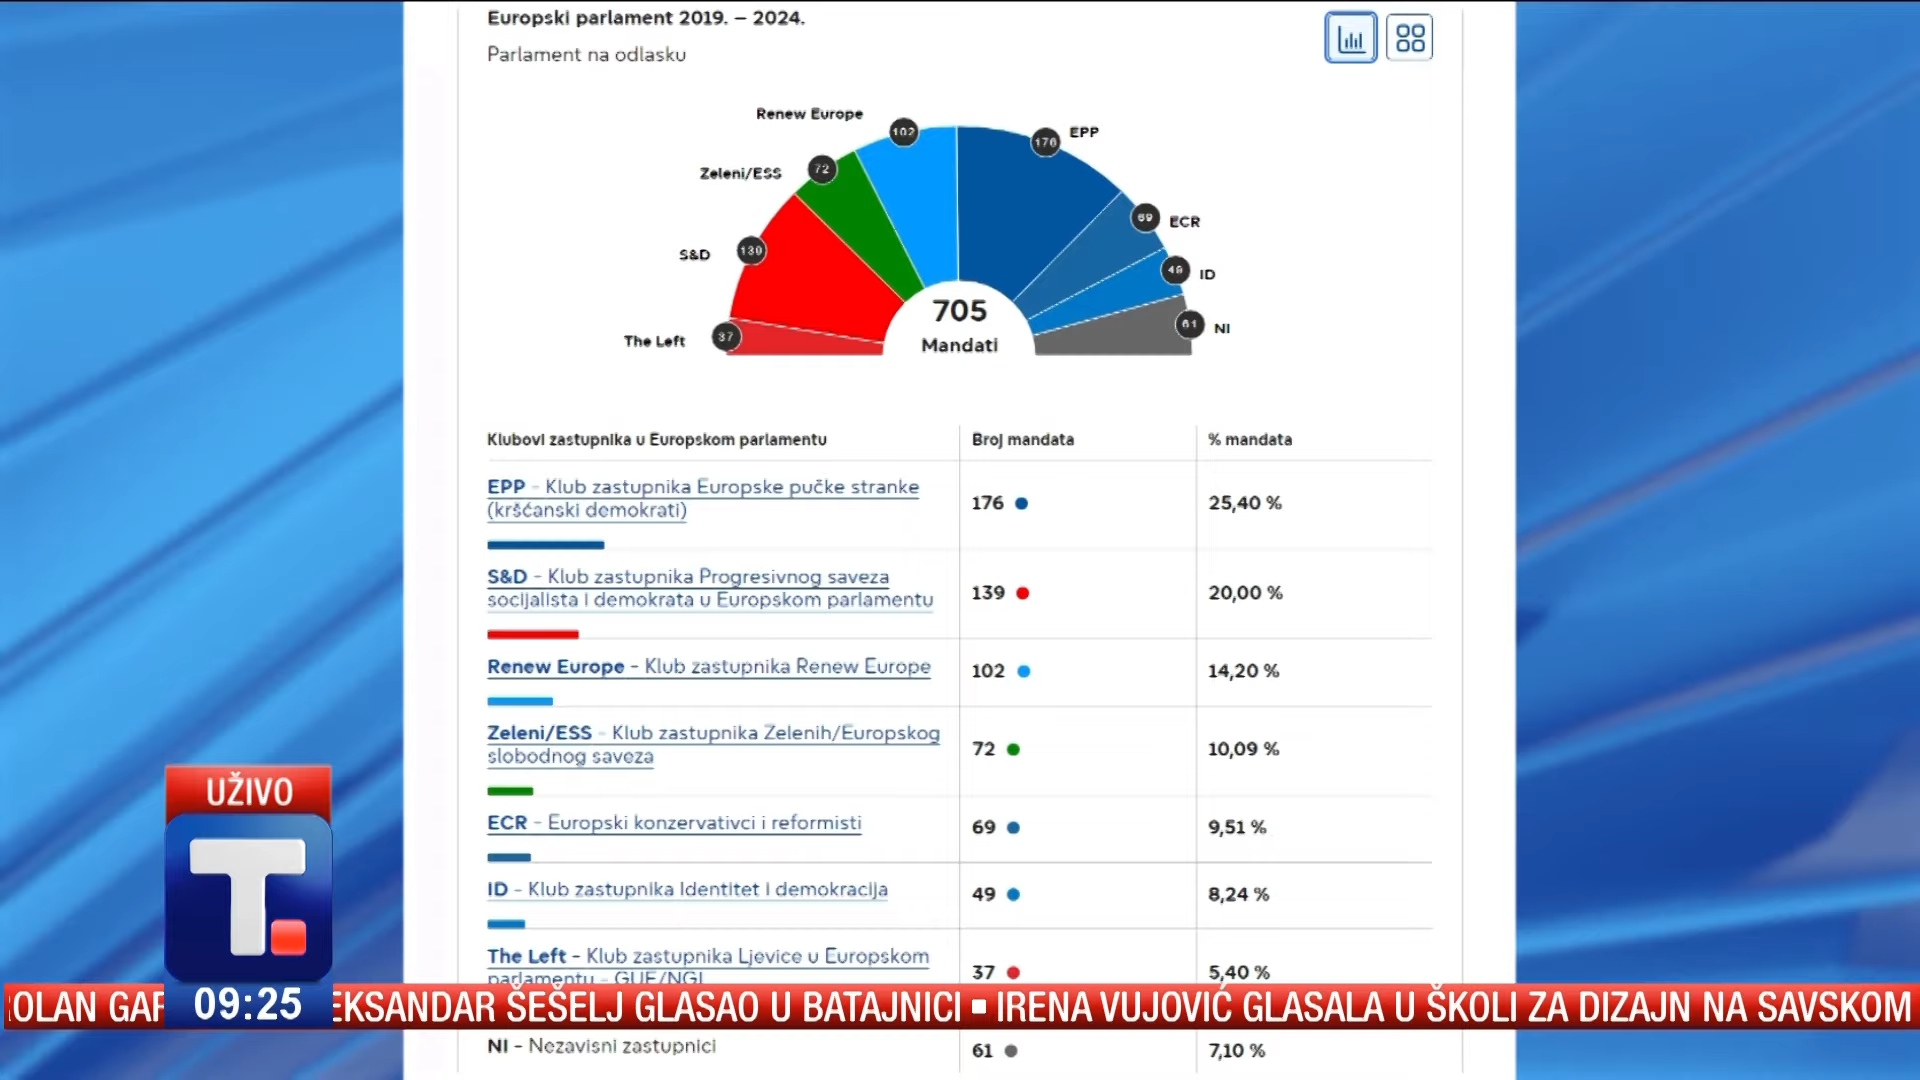 Europski parlament 2019. – 2024.
Parlament na odlasku
Renew Europe
102
176
EPP
Zeleni/ESS
72
69
ECR
S&D
139
49
ID
705
Mandati
The Left
37
61
NI
Klubovi zastupnika u Europskom parlamentu
Broj mandata
% mandata
EPP – Klub zastupnika Europske pučke stranke
(kršćanski demokrati)
176
25,40 %
S&D – Klub zastupnika Progresivnog saveza
socijalista i demokrata u Europskom parlamentu
139
20,00 %
Renew Europe – Klub zastupnika Renew Europe
102
14,20 %
Zeleni/ESS – Klub zastupnika Zelenih/Europskog
slobodnog saveza
72
10,09 %
ECR – Europski konzervativci i reformisti
69
9,51 %
ID – Klub zastupnika Identitet i demokracija
49
8,24 %
The Left – Klub zastupnika Ljevice u Europskom
parlamentu – GUE/NGL
37
5,40 %
NI – Nezavisni zastupnici
61
7,10 %
UŽIVO
T.
09:25
OLAN GAR EKSANDAR ŠEŠELJ GLASAO U BATAJNICI ▪ IRENA VUJOVIĆ GLASALA U ŠKOLI ZA DIZAJN NA SAVSKOM